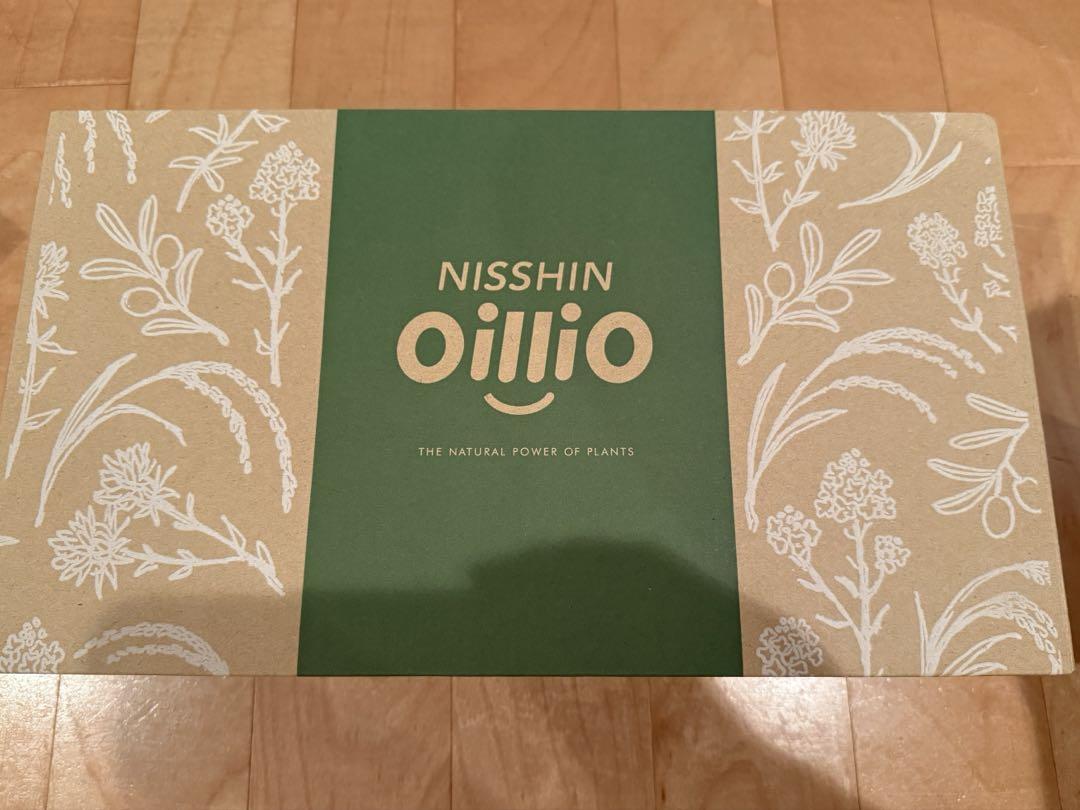 NISSHIN
OilliO
THE NATURAL POWER OF PLANTS